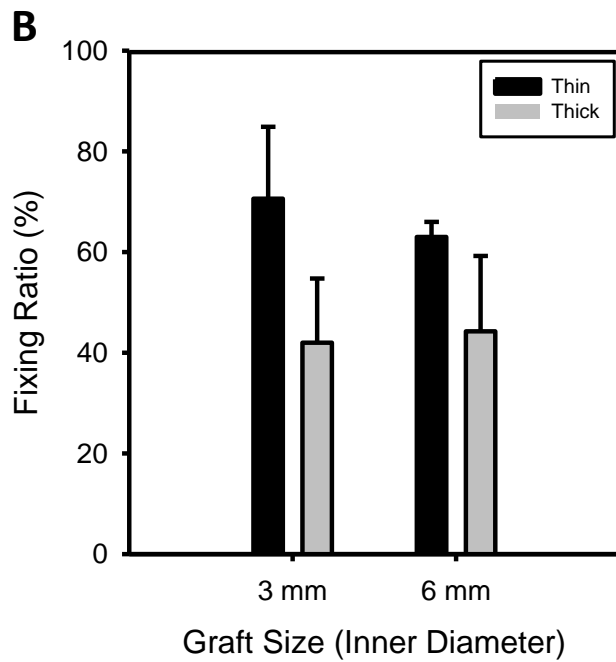 B
100
80
60
40
20
0
Fixing Ratio (%)
Thin
Thick
3 mm 6 mm
Graft Size (Inner Diameter)